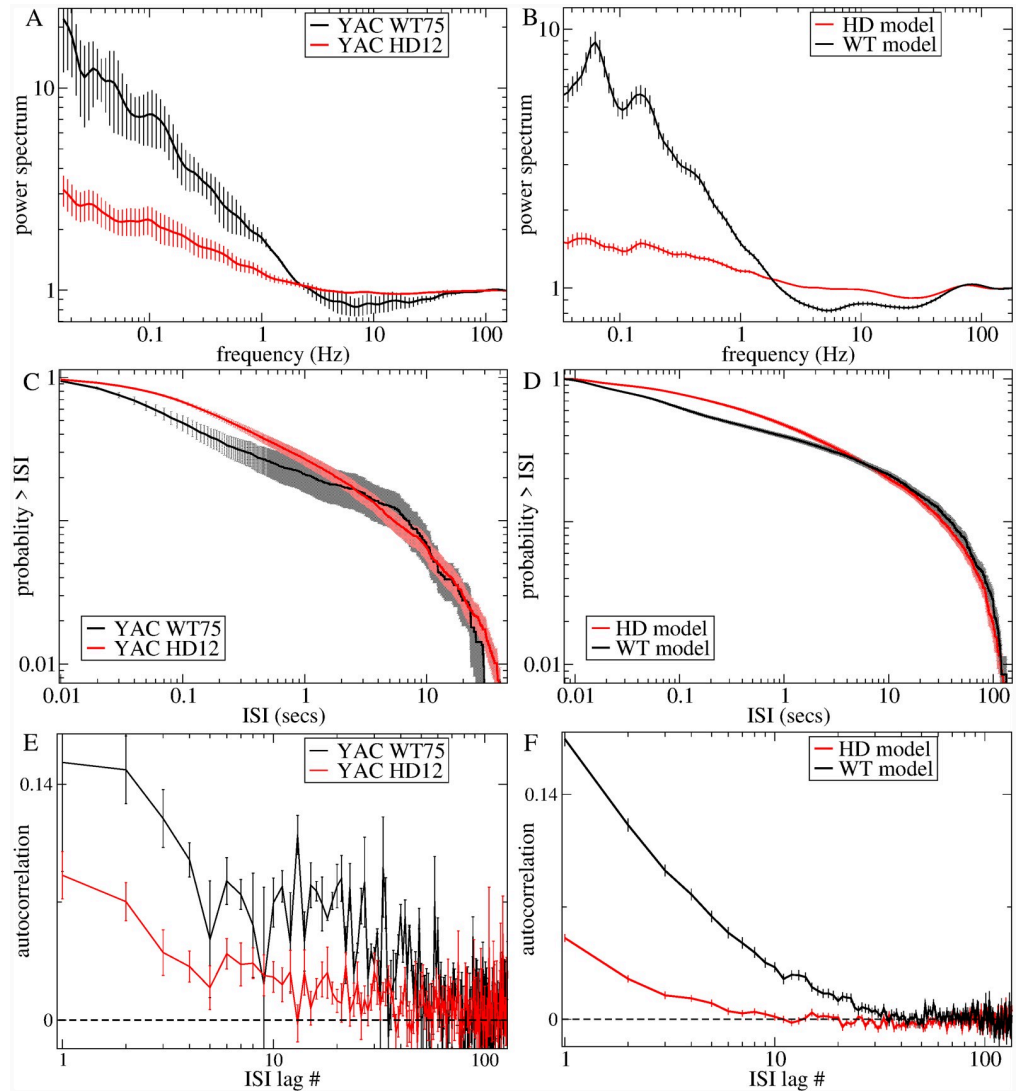 A
YAC WT75
YAC HD12
10
1
power spectrum
0.1
1
10
100
frequency (Hz)
B
HD model
WT model
10
1
power spectrum
0.1
1
10
100
frequency (Hz)
C
1
0.01
probablity > ISI
YAC WT75
YAC HD12
0.01
0.1
1
10
ISI (secs)
D
1
0.01
probablity > ISI
HD model
WT model
0.01
0.1
1
10
100
ISI (secs)
E
YAC WT75
YAC HD12
0.14
0
autocorrelation
1
10
100
ISI lag #
F
HD model
WT model
0.14
0
autocorrelation
1
10
100
ISI lag #